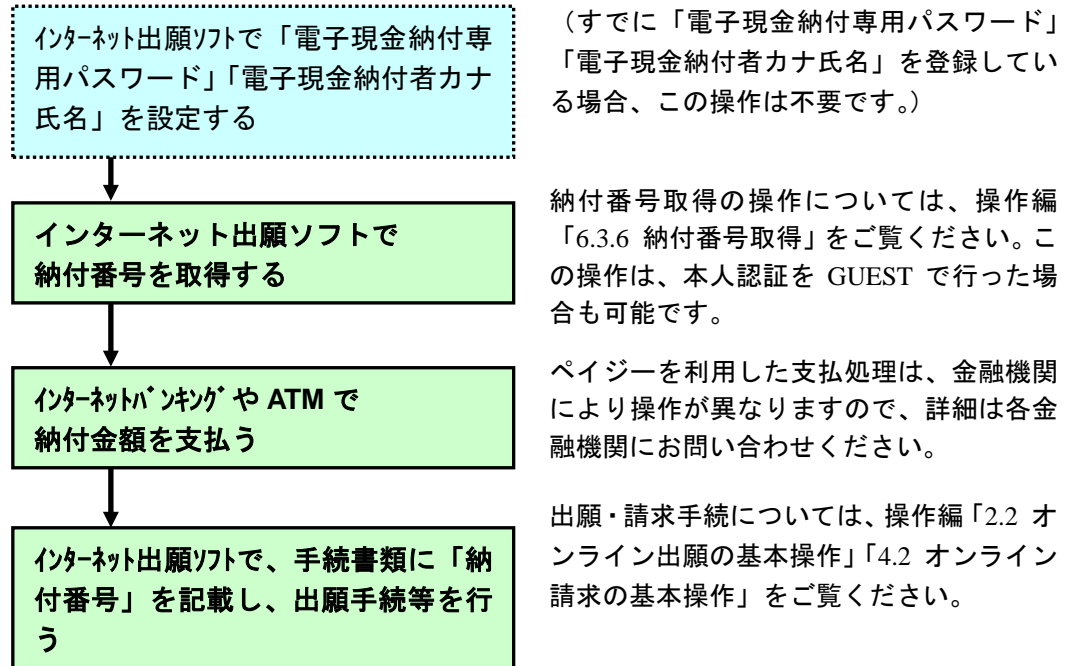 ｲﾝﾀｰﾈｯﾄ出願ｿﾌﾄで「電子現金納付専
用パスワード」「電子現金納付者カナ
氏名」を設定する
（すでに「電子現金納付専用パスワード」
「電子現金納付者カナ氏名」を登録してい
る場合、この操作は不要です。）
インターネット出願ソフトで
納付番号を取得する
納付番号取得の操作については、操作編
「6.3.6 納付番号取得」をご覧ください。こ
の操作は、本人認証を GUEST で行った場
合も可能です。
ｲﾝﾀｰﾈｯﾄﾊﾞﾝｷﾝｸﾞや ATM で
納付金額を支払う
ペイジーを利用した支払処理は、金融機関
により操作が異なりますので、詳細は各金
融機関にお問い合わせください。
ｲﾝﾀｰﾈｯﾄ出願ｿﾌﾄで、手続書類に「納
付番号」を記載し、出願手続等を行
う
出願・請求手続については、操作編「2.2 オ
ンライン出願の基本操作」「4.2 オンライン
請求の基本操作」をご覧ください。